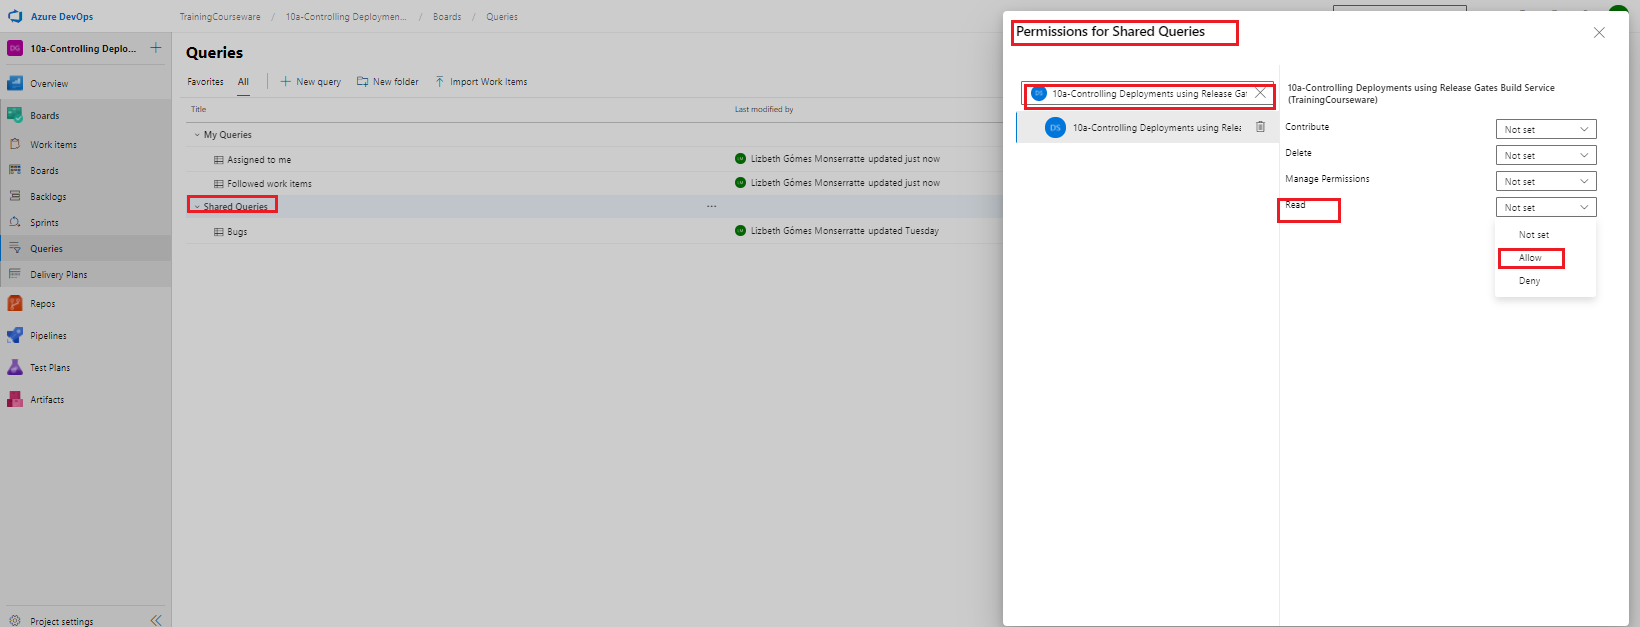 Azure DevOps
TrainingCourseware / 10a-Controlling Deploymen... / Boards / Queries
DG 10a-Controlling Deplo...
Overview
Boards
Work items
Boards
Backlogs
Sprints
Queries
Delivery Plans
Repos
Pipelines
Test Plans
Artifacts
Project settings
Queries
Favorites All New query New folder Import Work Items
Title Last modified by
My Queries
Assigned to me Lizbeth Gómes Monserratte updated just now
Followed work items Lizbeth Gómes Monserratte updated just now
Shared Queries ...
Bugs Lizbeth Gómes Monserratte updated Tuesday
Permissions for Shared Queries
DS 10a-Controlling Deployments using Release Gat
DS 10a-Controlling Deployments using Relea
10a-Controlling Deployments using Release Gates Build Service
(TrainingCourseware)
Contribute Not set
Delete Not set
Manage Permissions Not set
Read Not set
Not set
Allow
Deny